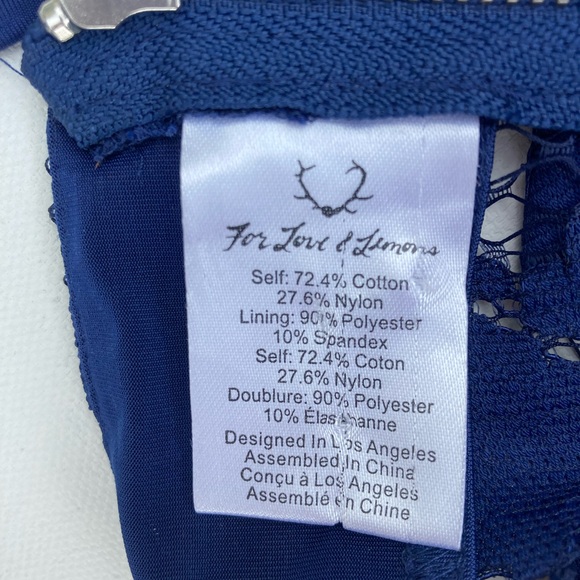 For Love & Lemons
Self: 72.4% Cotton
27.6% Nylon
Lining: 90% Polyester
10% Spandex
Self: 72.4% Coton
27.6% Nylon
Doublure: 90% Polyester
10% Élasthanne
Designed In Los Angeles
Assembled In China
Conçu à Los Angeles
Assemblé en Chine